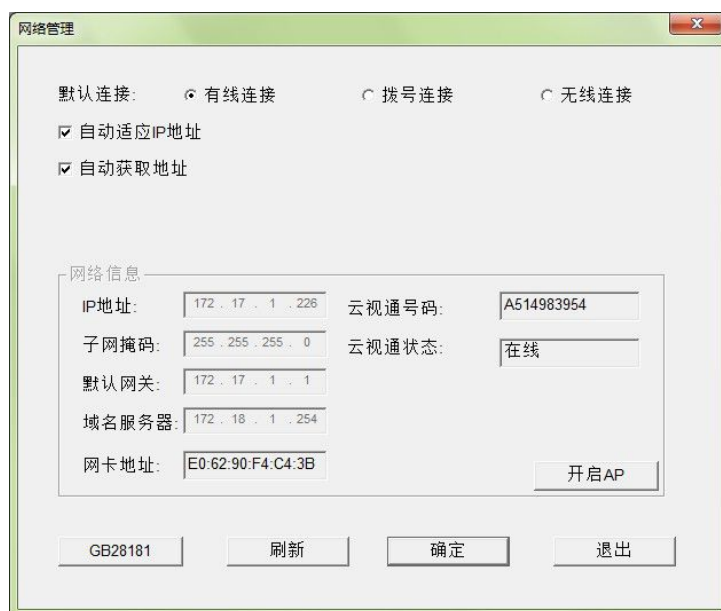 网络管理
默认连接: 有线连接 拨号连接 无线连接
自动适应IP地址
自动获取地址
网络信息
IP地址: 172 . 17 . 1 . 226 云视通号码: A514983954
子网掩码: 255 . 255 . 255 . 0 云视通状态: 在线
默认网关: 172 . 17 . 1 . 1
域名服务器: 172 . 18 . 1 . 254
网卡地址: E0:62:90:F4:C4:3B
开启AP
GB28181 刷新 确定 退出